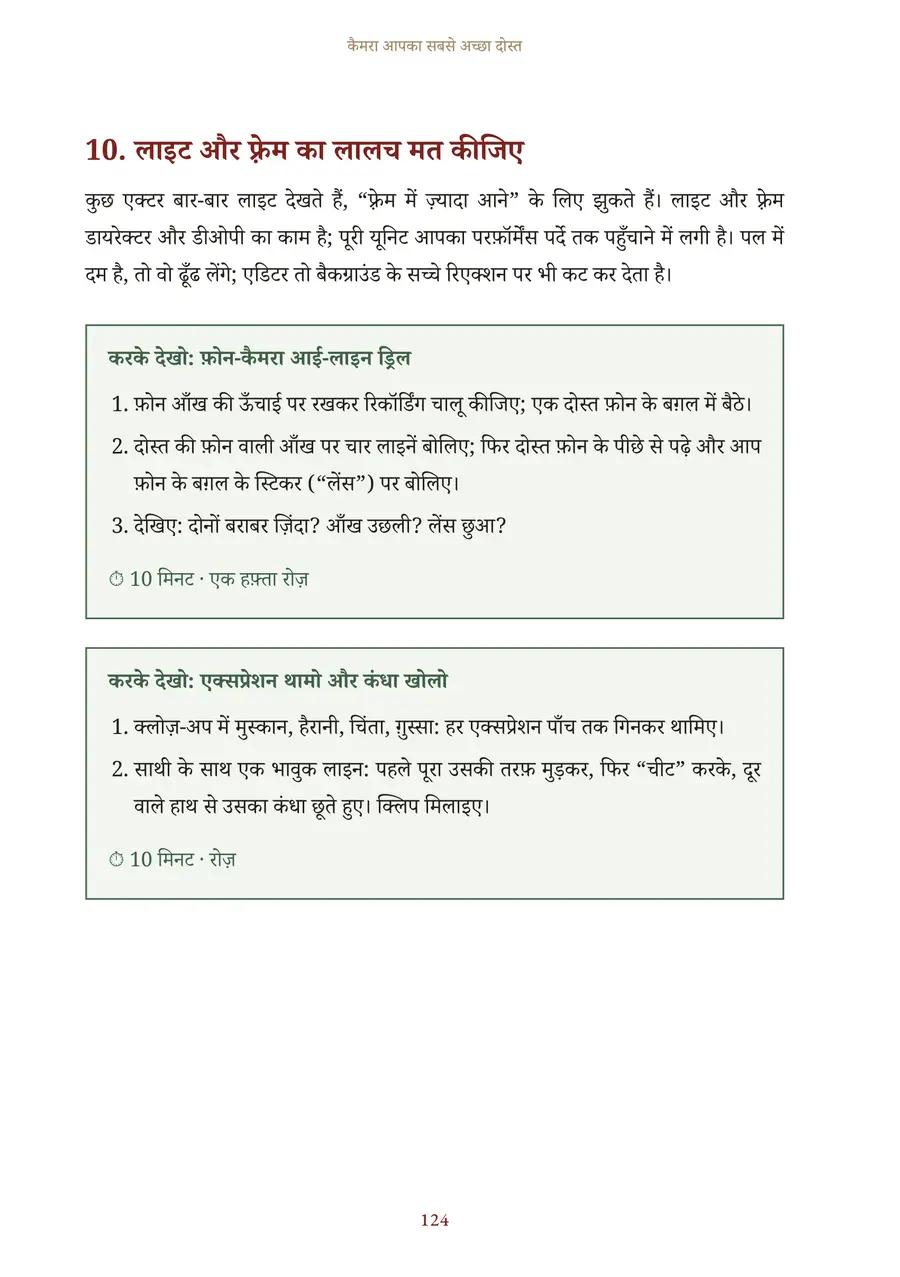 कैमरा आपका सबसे अच्छा दोस्त
10. लाइट और फ़्रेम का लालच मत कीजिए
कुछ एक्टर बार-बार लाइट देखते हैं, “फ़्रेम में ज़्यादा आने” के लिए झुकते हैं। लाइट और फ़्रेम
डायरेक्टर और डीओपी का काम है; पूरी यूनिट आपका परफ़ॉर्मेंस पर्दे तक पहुँचाने में लगी है। पल में
दम है, तो वो ढूँढ लेंगे; एडिटर तो बैकग्राउंड के सच्चे रिएक्शन पर भी कट कर देता है।
करके देखो: फ़ोन-कैमरा आई-लाइन ड्रिल
1. फ़ोन आँख की ऊँचाई पर रखकर रिकॉर्डिंग चालू कीजिए; एक दोस्त फ़ोन के बग़ल में बैठे।
2. दोस्त की फ़ोन वाली आँख पर चार लाइनें बोलिए; फिर दोस्त फ़ोन के पीछे से पढ़े और आप
फ़ोन के बग़ल के स्टिकर (“लेंस”) पर बोलिए।
3. देखिए: दोनों बराबर ज़िंदा? आँख उछली? लेंस छुआ?
⏱ 10 मिनट · एक हफ़्ता रोज़
करके देखो: एक्सप्रेशन थामो और कंधा खोलो
1. क्लोज़-अप में मुस्कान, हैरानी, चिंता, ग़ुस्सा: हर एक्सप्रेशन पाँच तक गिनकर थामिए।
2. साथी के साथ एक भावुक लाइन: पहले पूरा उसकी तरफ़ मुड़कर, फिर “चीट” करके, दूर
वाले हाथ से उसका कंधा छूते हुए। क्लिप मिलाइए।
⏱ 10 मिनट · रोज़
124